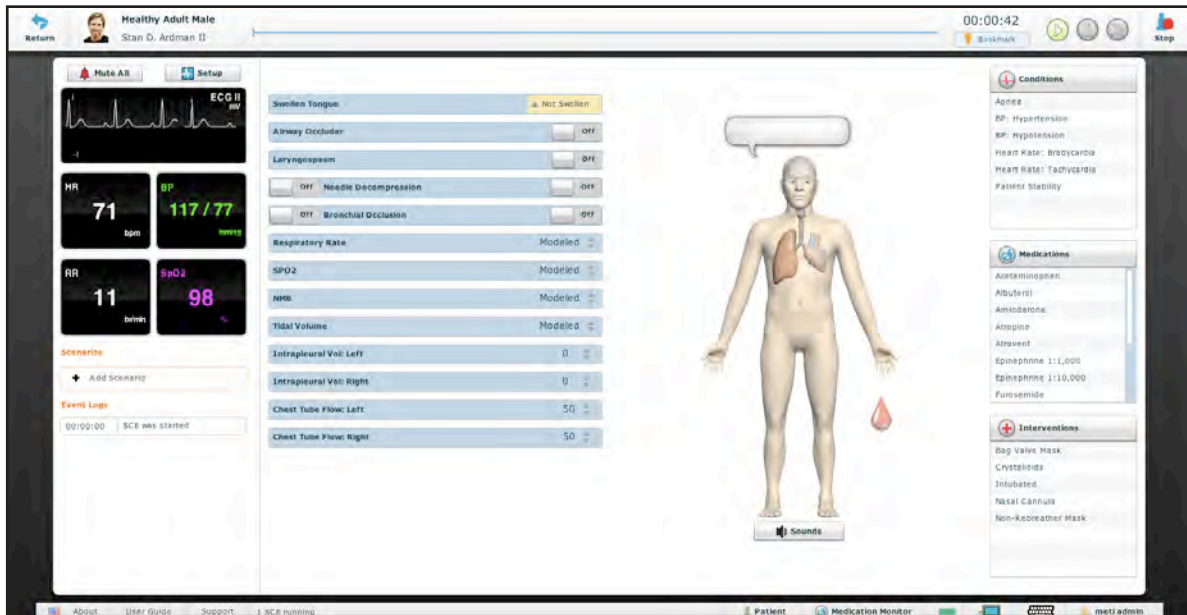 Return
Healthy Adult Male
Stan D. Ardman II
00:00:42
Bookmark
Stop
Mute All
Setup
ECG II
mV
-1
HR
71
bpm
BP
117 / 77
mmHg
RR
11
br/min
SpO2
98
%
Scenarios
+ Add Scenario
Event Logs
00:00:00 SCE was started
Swollen Tongue Not Swollen
Airway Occluder Off
Laryngospasm Off
Off Needle Decompression Off
Off Bronchial Occlusion Off
Respiratory Rate Modeled
SPO2 Modeled
NMB Modeled
Tidal Volume Modeled
Intrapleural Vol: Left 0
Intrapleural Vol: Right 0
Chest Tube Flow: Left 50
Chest Tube Flow: Right 50
Sounds
Conditions
Apnea
BP: Hypertension
BP: Hypotension
Heart Rate: Bradycardia
Heart Rate: Tachycardia
Patient Stability
Medications
Acetaminophen
Albuterol
Amiodarone
Atropine
Atrovent
Epinephrine 1:1,000
Epinephrine 1:10,000
Furosemide
Interventions
Bag Valve Mask
Crystalloids
Intubated
Nasal Cannula
Non-Rebreather Mask
About User Guide Support 1 SCE running
Patient Medication Monitor meti admin